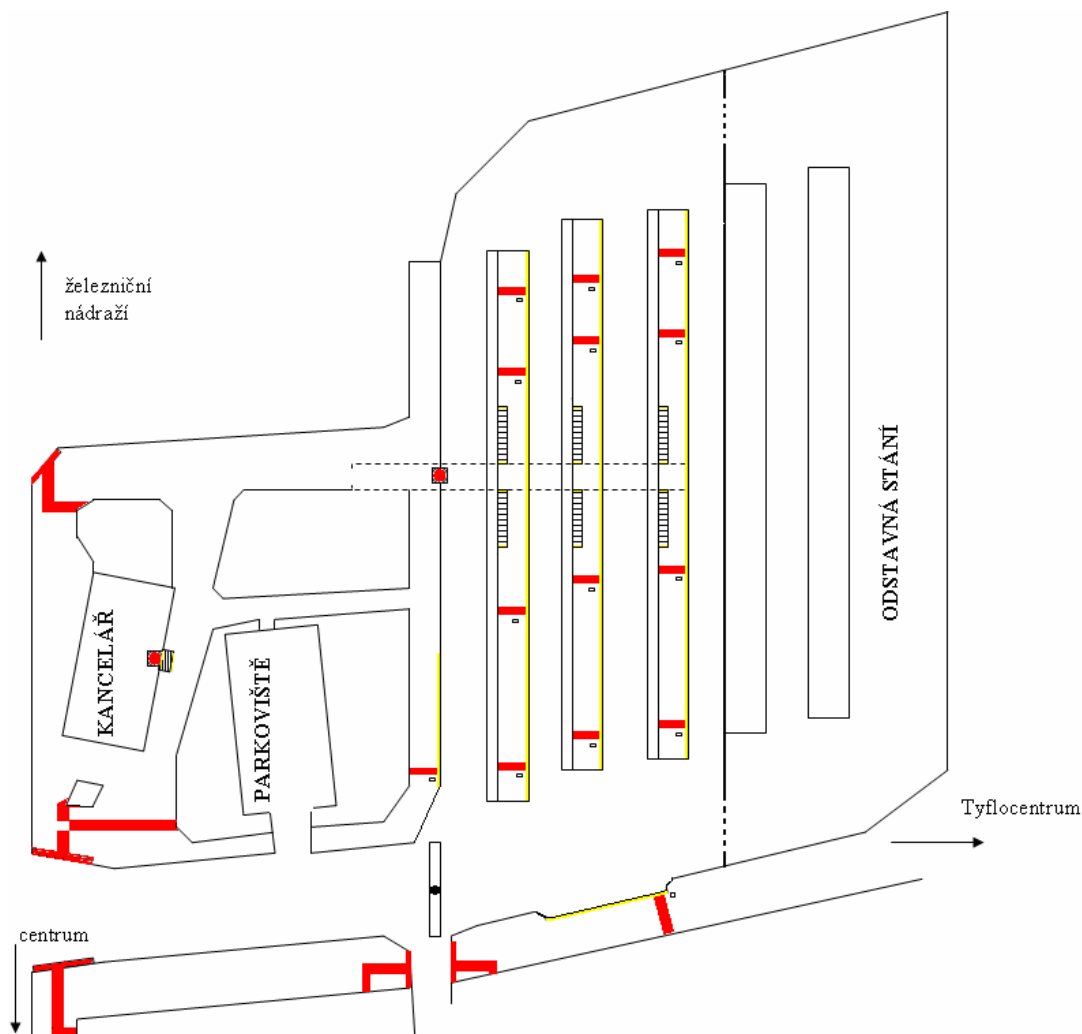 železniční
nádraží
KANCELÁŘ
PARKOVIŠTĚ
ODSTAVNÁ STÁNÍ
Tyflocentrum
centrum